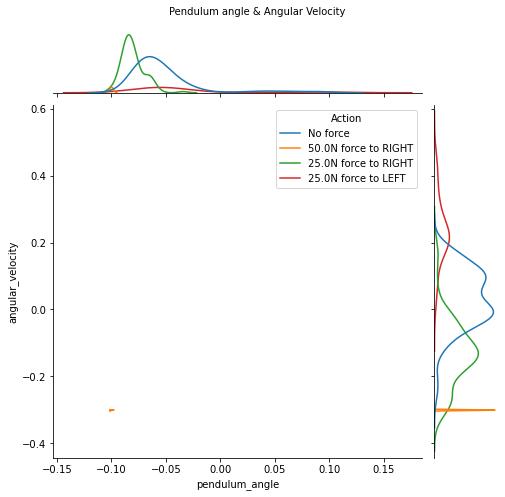 Pendulum angle & Angular Velocity
Action
No force
50.0N force to RIGHT
25.0N force to RIGHT
25.0N force to LEFT
0.6
0.4
0.2
0.0
−0.2
−0.4
angular_velocity
−0.15
−0.10
−0.05
0.00
0.05
0.10
0.15
pendulum_angle